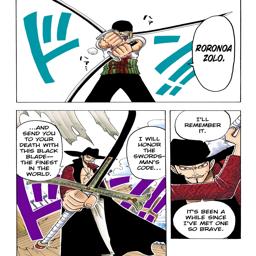 RORONOA
ZOLO.
I'LL
REMEMBER
IT.
IT'S BEEN A
WHILE SINCE
I'VE MET ONE
SO BRAVE.
I WILL
HONOR
THE
SWORDS-
MAN'S
CODE...
...AND
SEND YOU
TO YOUR
DEATH WITH
THIS BLACK
BLADE--
THE FINEST
IN THE
WORLD.